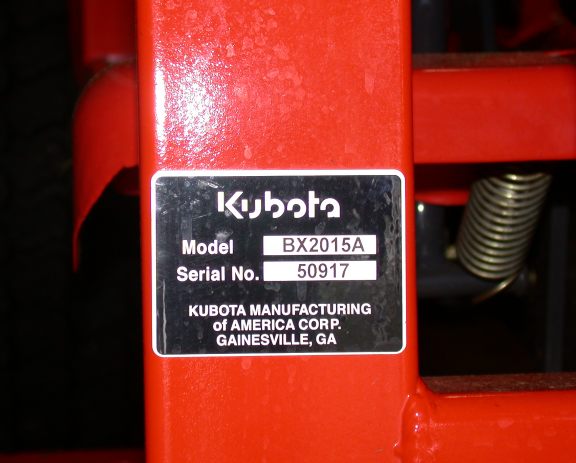 Kubota
Model BX2015A
Serial No. 50917
KUBOTA MANUFACTURING
of AMERICA CORP.
GAINESVILLE, GA